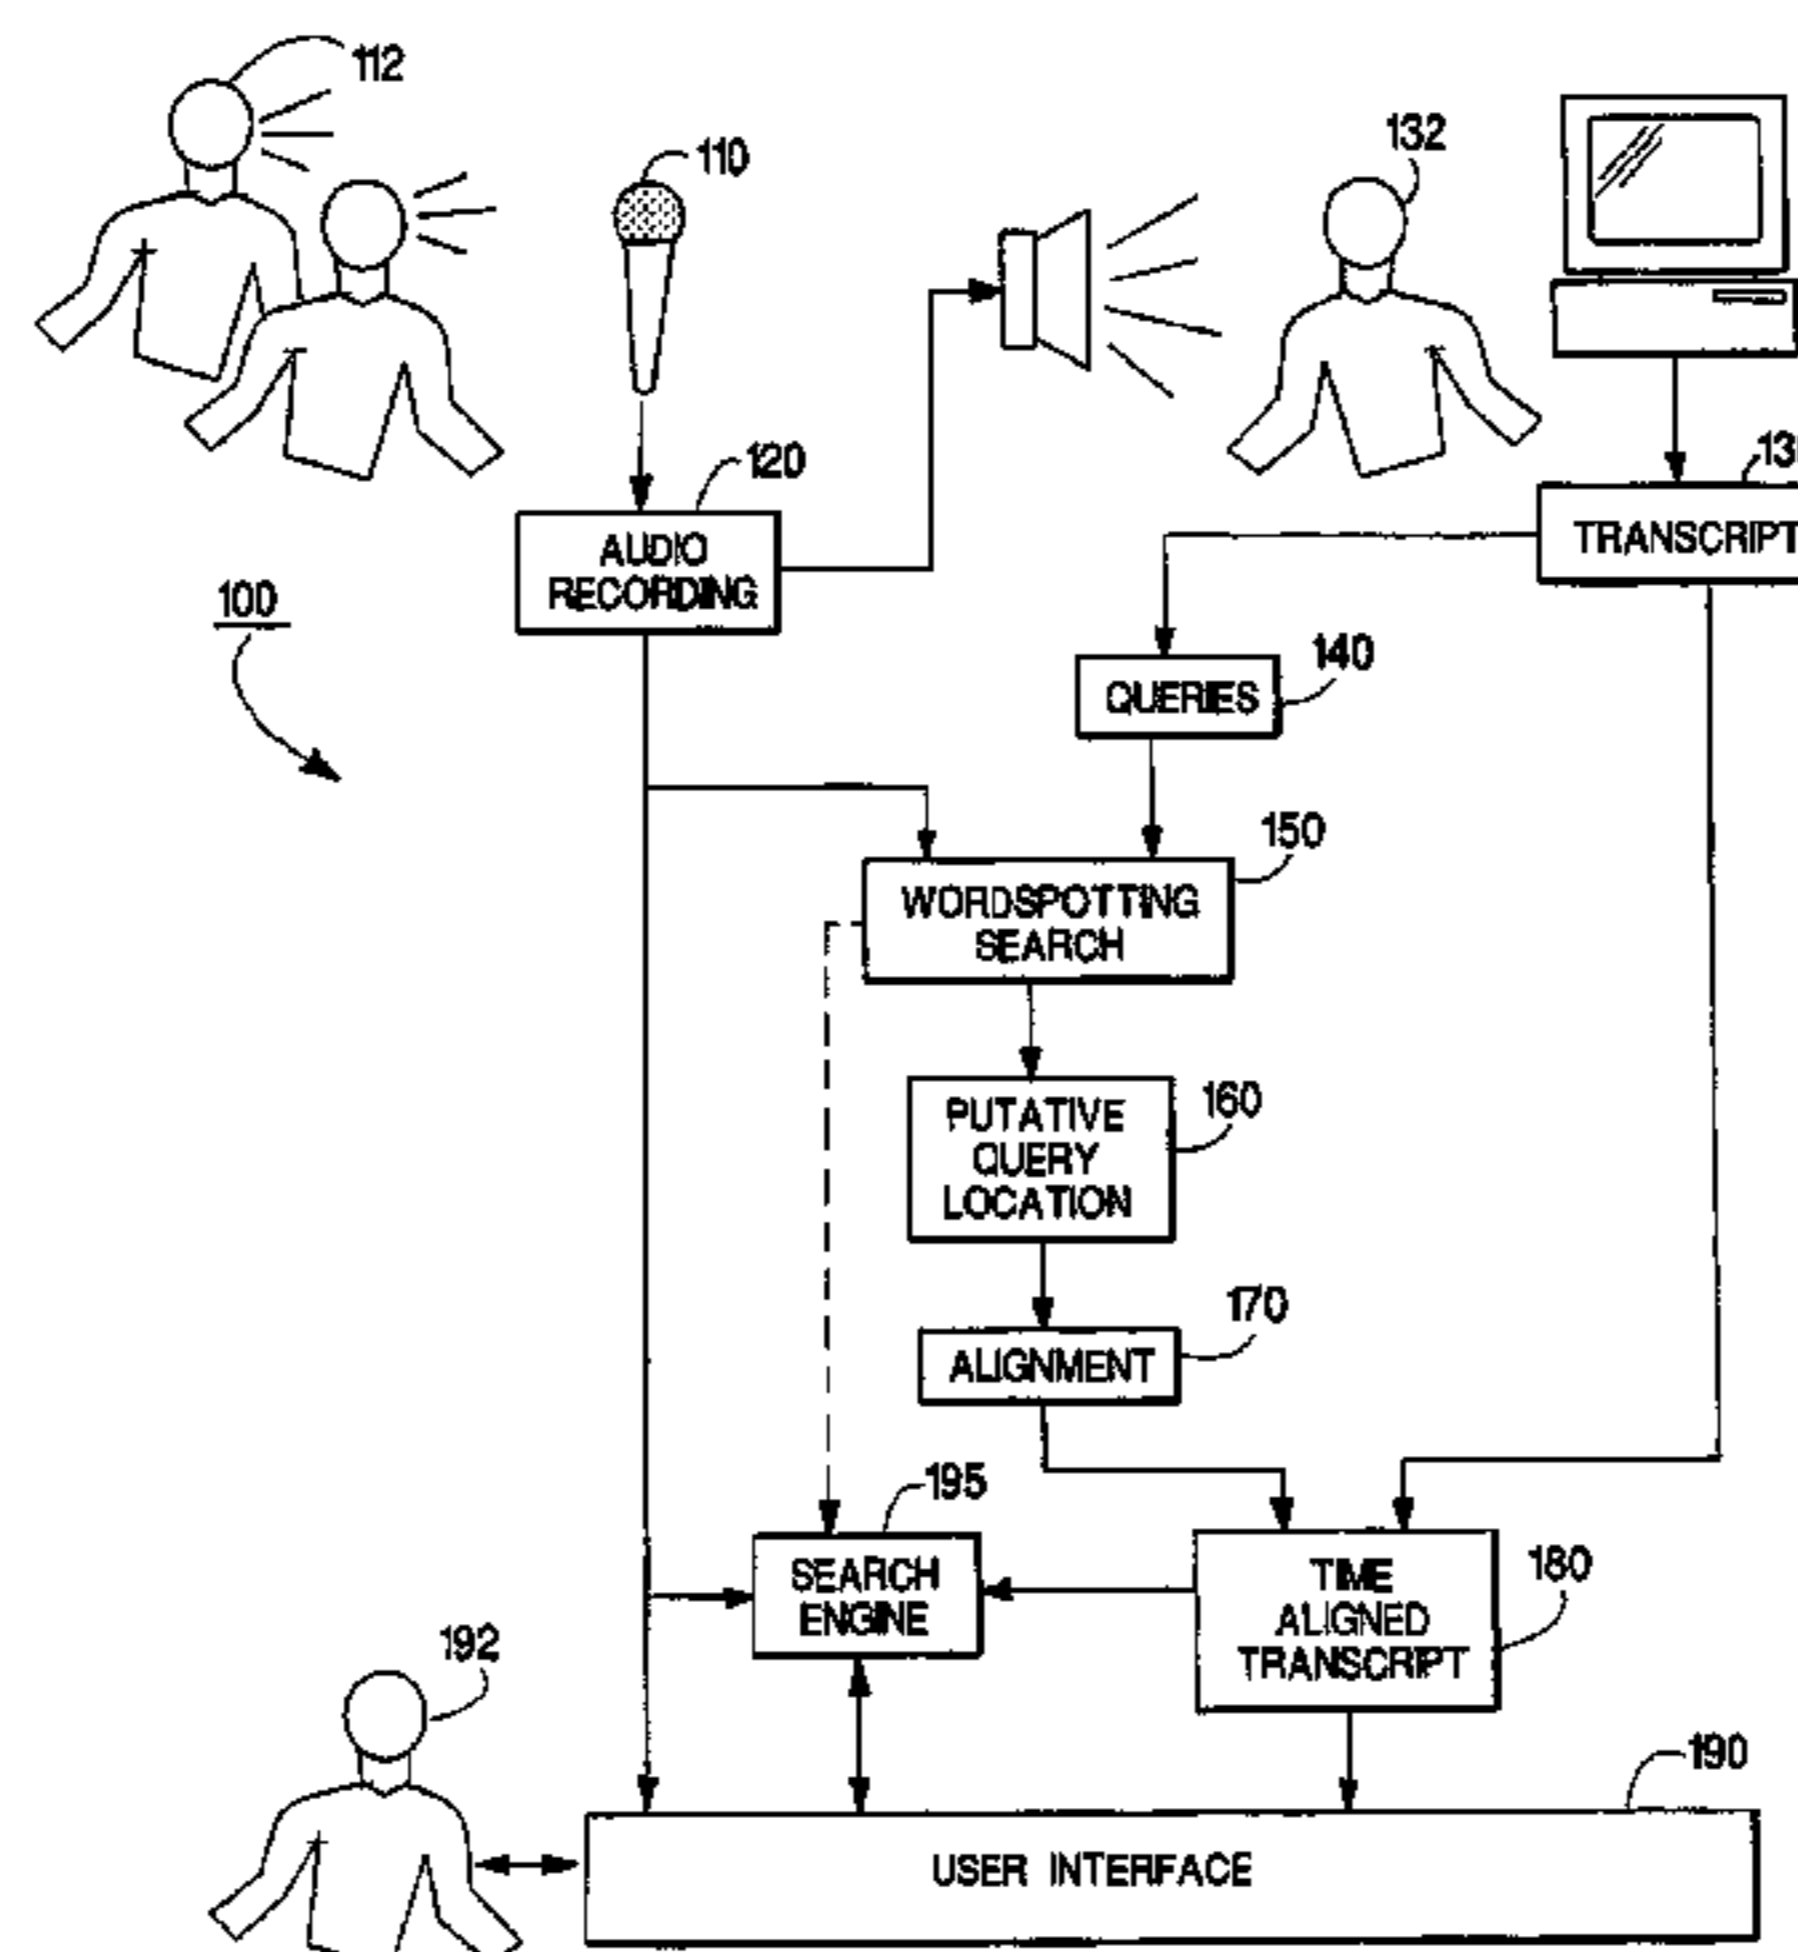 112
110
132
120
AUDIO
RECORDING
TRANSCRIPT
100
140
QUERIES
150
WORDSPOTTING
SEARCH
160
PUTATIVE
QUERY
LOCATION
170
ALIGNMENT
195
SEARCH
ENGINE
180
TIME
ALIGNED
TRANSCRIPT
192
190
USER INTERFACE